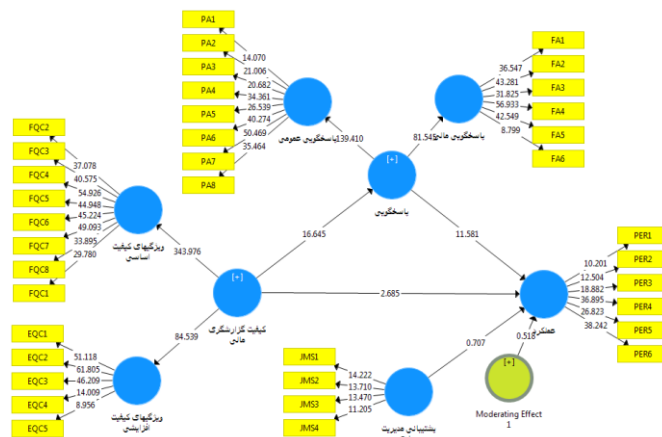 PA1
PA2
PA3
PA4
PA5
PA6
PA7
PA8
14.070
21.006
20.682
34.361
26.539
40.274
50.469
35.464
پاسخگویی عمومی
139.410
FA1
FA2
FA3
FA4
FA5
FA6
36.547
43.281
31.825
56.933
42.549
8.799
پاسخگویی مالی
81.545
[+]
پاسخگویی
FQC2
FQC3
FQC4
FQC5
FQC6
FQC7
FQC8
FQC1
37.078
40.575
54.926
44.948
45.224
49.093
33.895
29.780
ویژگیهای کیفیت
اساسی
343.976
16.645
11.581
[+]
کیفیت گزارشگری
مالی
2.685
84.539
EQC1
EQC2
EQC3
EQC4
EQC5
51.118
61.805
46.209
14.009
8.956
ویژگیهای کیفیت
افزایشی
JMS1
JMS2
JMS3
JMS4
14.222
13.710
13.470
11.205
پشتیبانی مدیریت
0.707
0.518
[+]
Moderating Effect
1
عملکرد
PER1
PER2
PER3
PER4
PER5
PER6
10.201
12.504
18.882
36.895
26.823
38.242